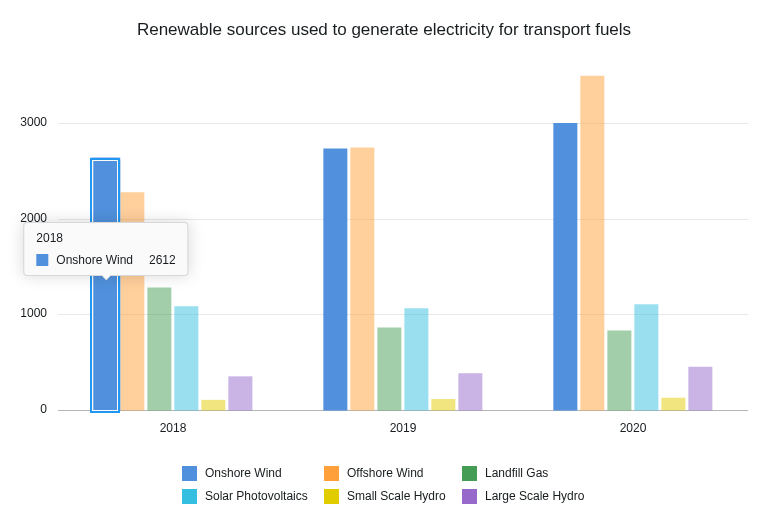 Renewable sources used to generate electricity for transport fuels
3000
2000
2018
Onshore Wind 2612
1000
0
2018 2019 2020
Onshore Wind Offshore Wind Landfill Gas
Solar Photovoltaics Small Scale Hydro Large Scale Hydro